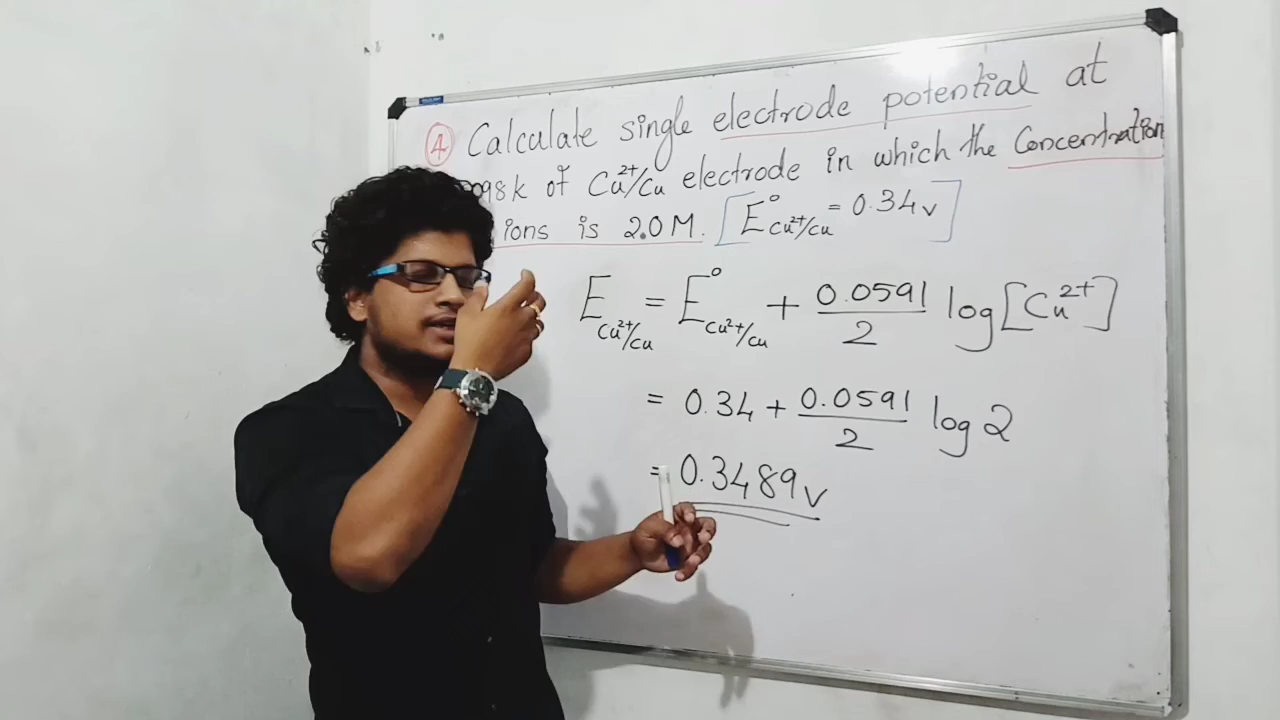 ④ Calculate single electrode potential at
98k of Cu²⁺/Cu electrode in which the Concentration
ions is 2.0 M. [E°Cu²⁺/Cu = 0.34 v]
E Cu²⁺/Cu = E° Cu²⁺/Cu + 0.0591/2 log [Cu²⁺]
= 0.34 + 0.0591/2 log 2
= 0.3489 v